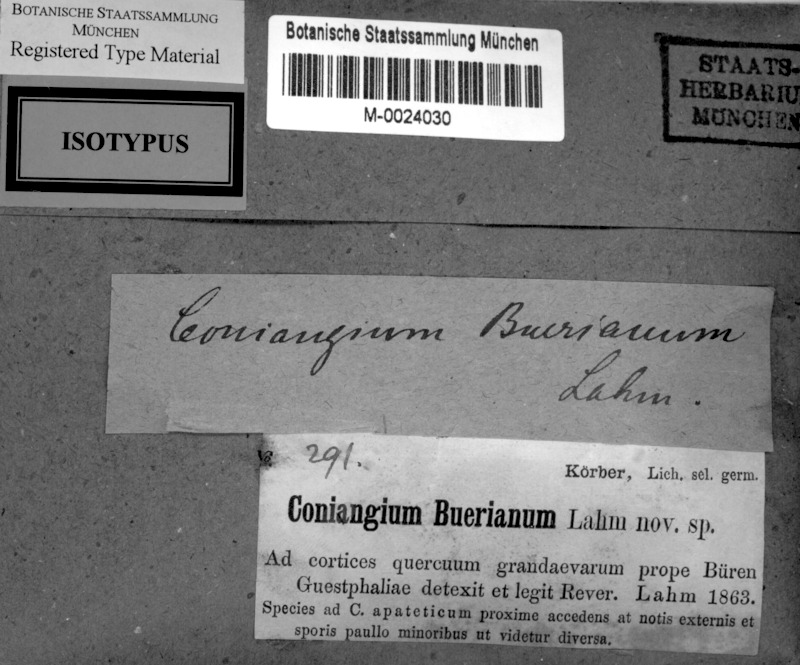 BOTANISCHE STAATSSAMMLUNG
MÜNCHEN
Registered Type Material
ISOTYPUS
Botanische Staatssammlung München
M-0024030
STAATS-
HERBARIU
MÜNCHEN
Coniangium Buerianum
Lahm.
No. 291.
Körber, Lich. sel. germ.
Coniangium Buerianum Lahm nov. sp.
Ad cortices quercuum grandaevarum prope Büren
Guestphaliae detexit et legit Rever. Lahm 1863.
Species ad C. apateticum proxime accedens at notis externis et
sporis paullo minoribus ut videtur diversa.